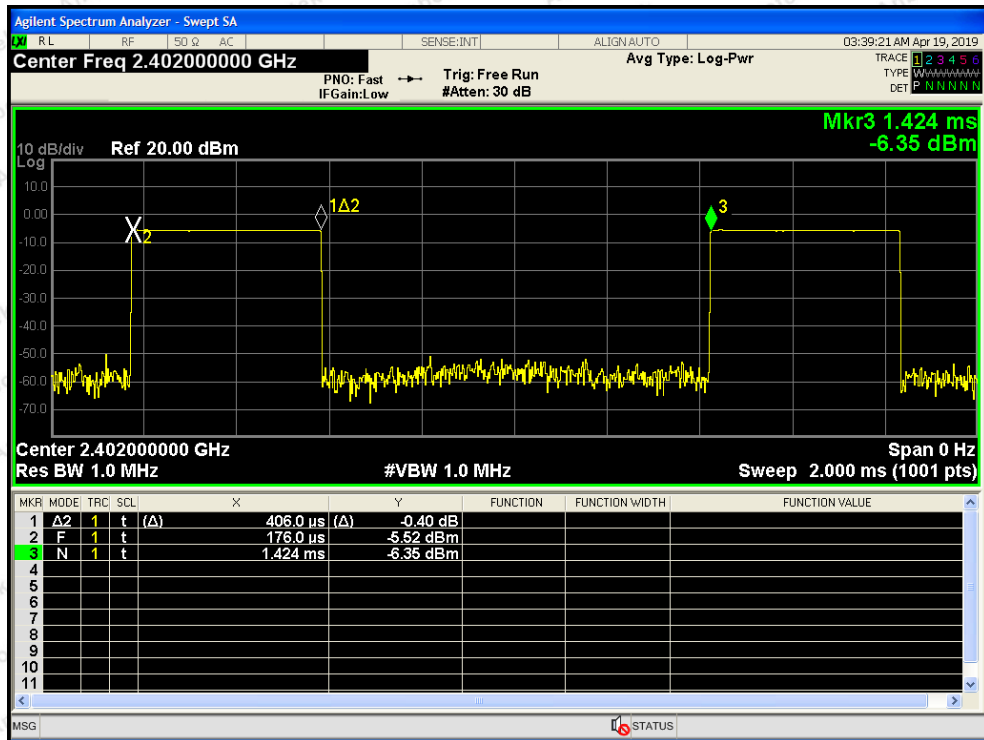 Agilent Spectrum Analyzer - Swept SA
LXI RL RF 50 Ω AC SENSE:INT ALIGN AUTO 03:39:21 AM Apr 19, 2019
Center Freq 2.402000000 GHz
PNO: Fast
IFGain:Low
Trig: Free Run
#Atten: 30 dB
Avg Type: Log-Pwr
TRACE 1 2 3 4 5 6
TYPE W
DET P N N N N N
Mkr3 1.424 ms
-6.35 dBm
10 dB/div Ref 20.00 dBm
Log
10.0
0.00
-10.0
-20.0
-30.0
-40.0
-50.0
-60.0
-70.0
X2
1Δ2
3
Center 2.402000000 GHz Span 0 Hz
Res BW 1.0 MHz #VBW 1.0 MHz Sweep 2.000 ms (1001 pts)
MKR MODE TRC SCL X Y FUNCTION FUNCTION WIDTH FUNCTION VALUE
1 Δ2 1 t (Δ) 406.0 µs (Δ) -0.40 dB
2 F 1 t 176.0 µs -5.52 dBm
3 N 1 t 1.424 ms -6.35 dBm
4
5
6
7
8
9
10
11
MSG STATUS